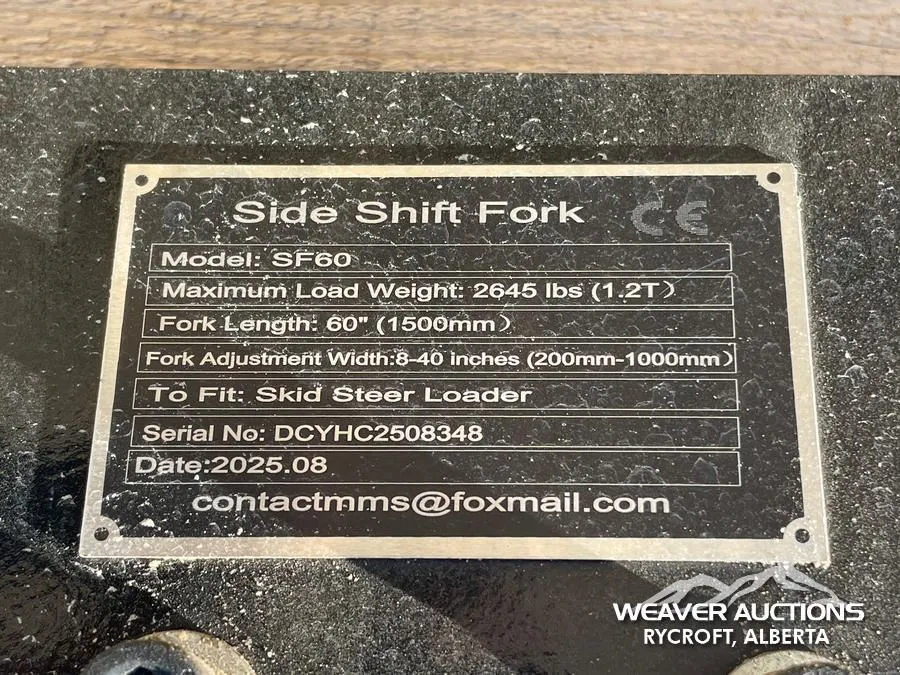 Side Shift Fork CE
Model: SF60
Maximum Load Weight: 2645 lbs (1.2T)
Fork Length: 60" (1500mm)
Fork Adjustment Width:8-40 inches (200mm-1000mm)
To Fit: Skid Steer Loader
Serial No: DCYHC2508348
Date:2025.08
contactmms@foxmail.com
WEAVER AUCTIONS
RYCROFT, ALBERTA